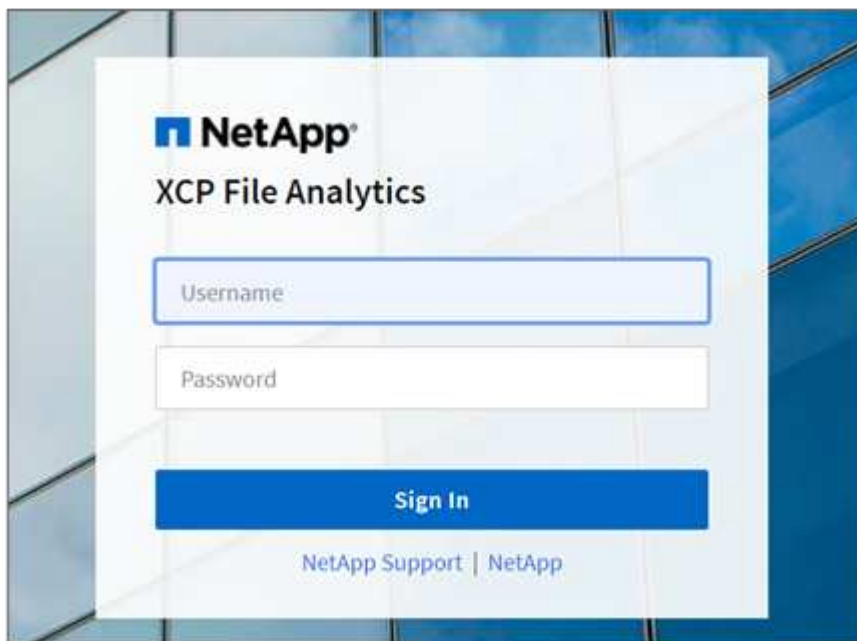 NetApp®
XCP File Analytics
Username
Password
Sign In
NetApp Support | NetApp